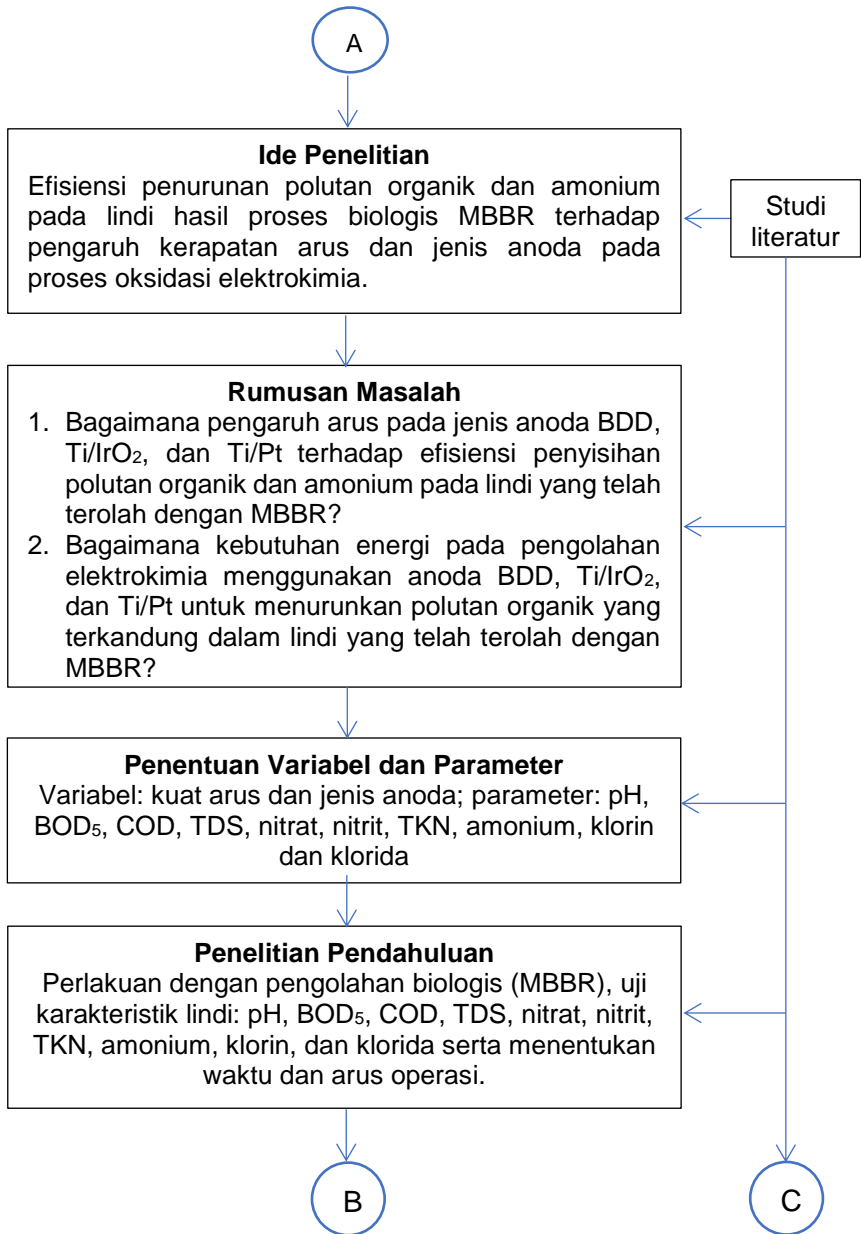 A
Ide Penelitian
Efisiensi penurunan polutan organik dan amonium
pada lindi hasil proses biologis MBBR terhadap
pengaruh kerapatan arus dan jenis anoda pada
proses oksidasi elektrokimia.
Studi
literatur
Rumusan Masalah
1. Bagaimana pengaruh arus pada jenis anoda BDD,
Ti/IrO₂, dan Ti/Pt terhadap efisiensi penyisihan
polutan organik dan amonium pada lindi yang telah
terolah dengan MBBR?
2. Bagaimana kebutuhan energi pada pengolahan
elektrokimia menggunakan anoda BDD, Ti/IrO₂,
dan Ti/Pt untuk menurunkan polutan organik yang
terkandung dalam lindi yang telah terolah dengan
MBBR?
Penentuan Variabel dan Parameter
Variabel: kuat arus dan jenis anoda; parameter: pH,
BOD₅, COD, TDS, nitrat, nitrit, TKN, amonium, klorin
dan klorida
Penelitian Pendahuluan
Perlakuan dengan pengolahan biologis (MBBR), uji
karakteristik lindi: pH, BOD₅, COD, TDS, nitrat, nitrit,
TKN, amonium, klorin, dan klorida serta menentukan
waktu dan arus operasi.
B
C